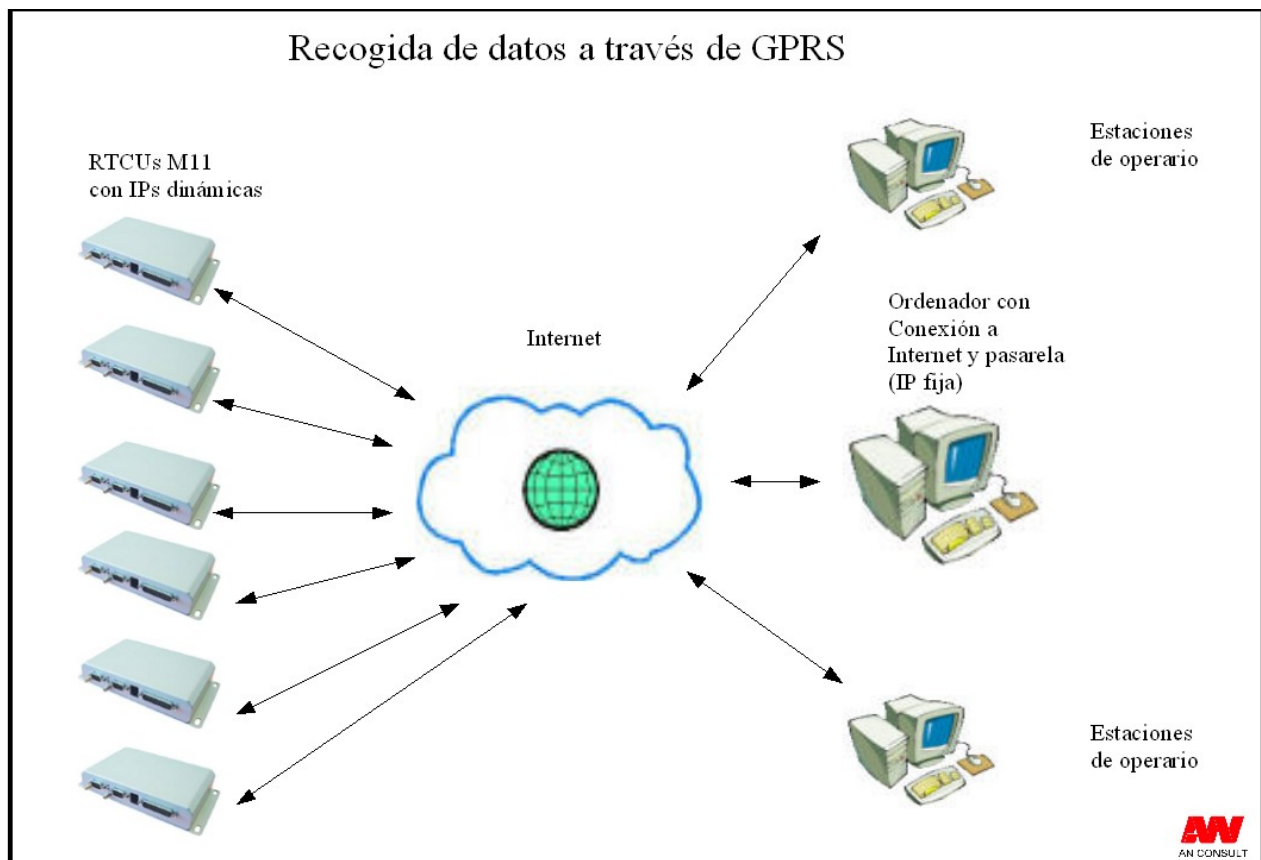 Recogida de datos a través de GPRS
RTCUs M11
con IPs dinámicas
Internet
Estaciones
de operario
Ordenador con
Conexión a
Internet y pasarela
(IP fija)
Estaciones
de operario
AN CONSULT